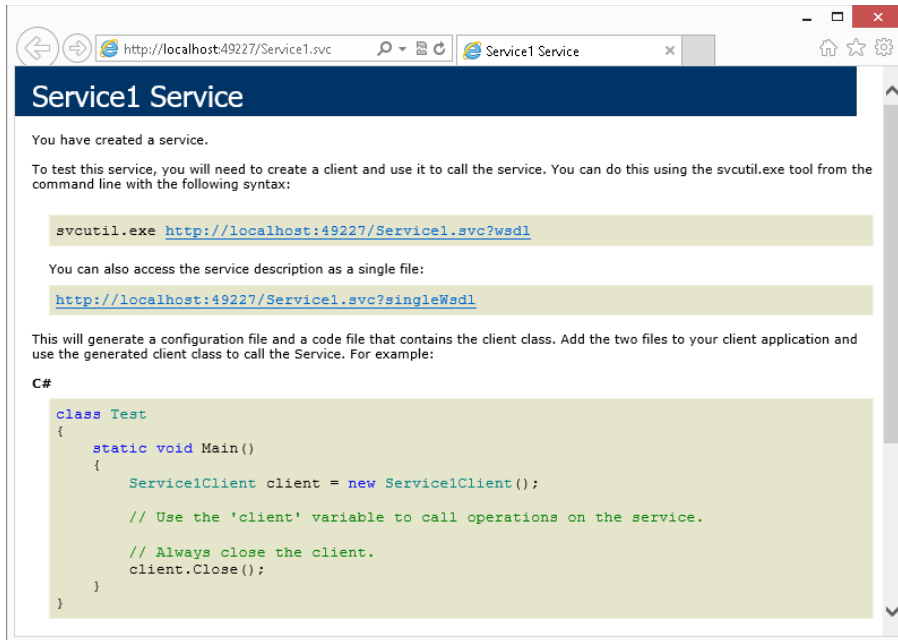 http://localhost:49227/Service1.svc
Service1 Service
Service1 Service
You have created a service.
To test this service, you will need to create a client and use it to call the service. You can do this using the svcutil.exe tool from the
command line with the following syntax:
svcutil.exe http://localhost:49227/Service1.svc?wsdl
You can also access the service description as a single file:
http://localhost:49227/Service1.svc?singleWsdl
This will generate a configuration file and a code file that contains the client class. Add the two files to your client application and
use the generated client class to call the Service. For example:
C#
class Test
{
    static void Main()
    {
        Service1Client client = new Service1Client();
        // Use the 'client' variable to call operations on the service.
        // Always close the client.
        client.Close();
    }
}